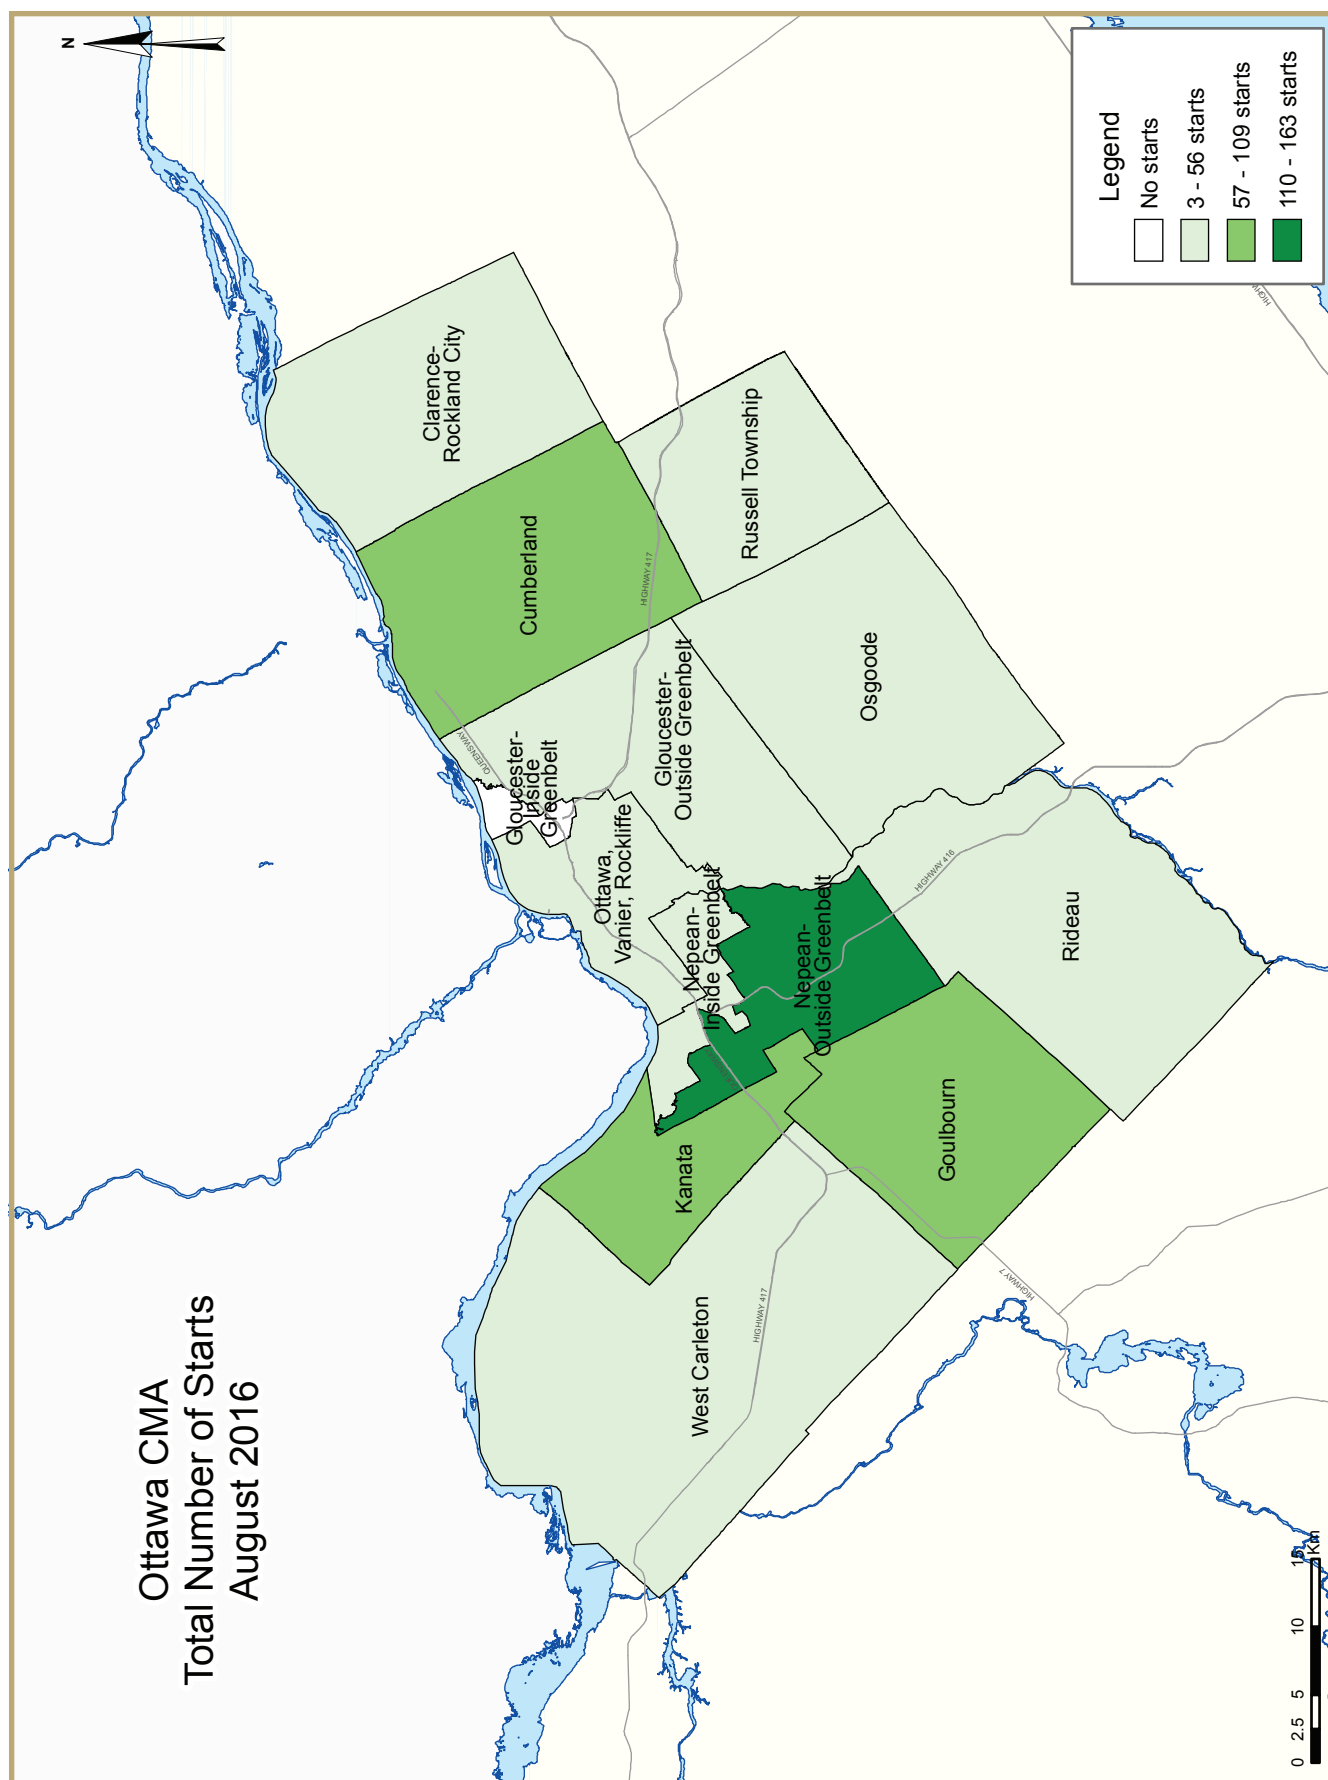 Ottawa CMA
Total Number of Starts
August 2016
N
Legend
No starts
3 - 56 starts
57 - 109 starts
110 - 163 starts
Clarence-
Rockland City
Cumberland
Russell Township
HIGHWAY 417
QUEENSWAY
Gloucester-
Inside
Greenbelt
Gloucester-
Outside Greenbelt
Osgoode
Ottawa,
Vanier, Rockliffe
Nepean-
Inside Greenbelt
Nepean-
Outside Greenbelt
HIGHWAY 416
Rideau
Kanata
Goulbourn
West Carleton
HIGHWAY 417
HIGHWAY 7
HIGHW
0 2.5 5 10 15
Km